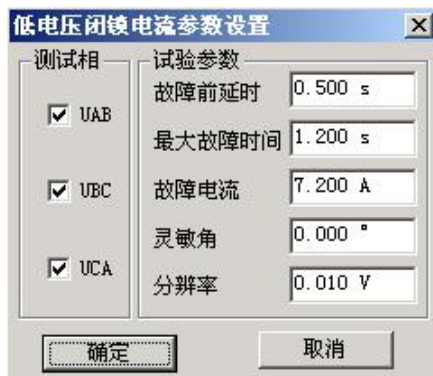 低电压闭锁电流参数设置
测试相
UAB
UBC
UCA
试验参数
故障前延时 0.500 s
最大故障时间 1.200 s
故障电流 7.200 A
灵敏角 0.000 °
分辨率 0.010 V
确定 取消